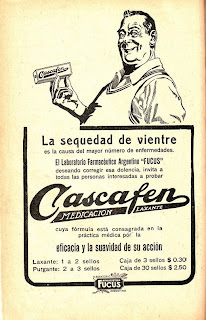 Cascafen
La sequedad de vientre
es la causa del mayor número de enfermedades.
El Laboratorio Farmacéutico Argentino "FUCUS"
deseando corregir esa dolencia, invita a
todas las personas interesadas a probar
Cascafen
MEDICACION LAXANTE
cuya fórmula está consagrada en la
práctica médica por la
eficacia y la suavidad de su acción
Laxante: 1 a 2 sellos Caja de 3 sellos $ 0.30
Purgante: 2 a 3 sellos Caja de 30 sellos $ 2.50
FUCUS